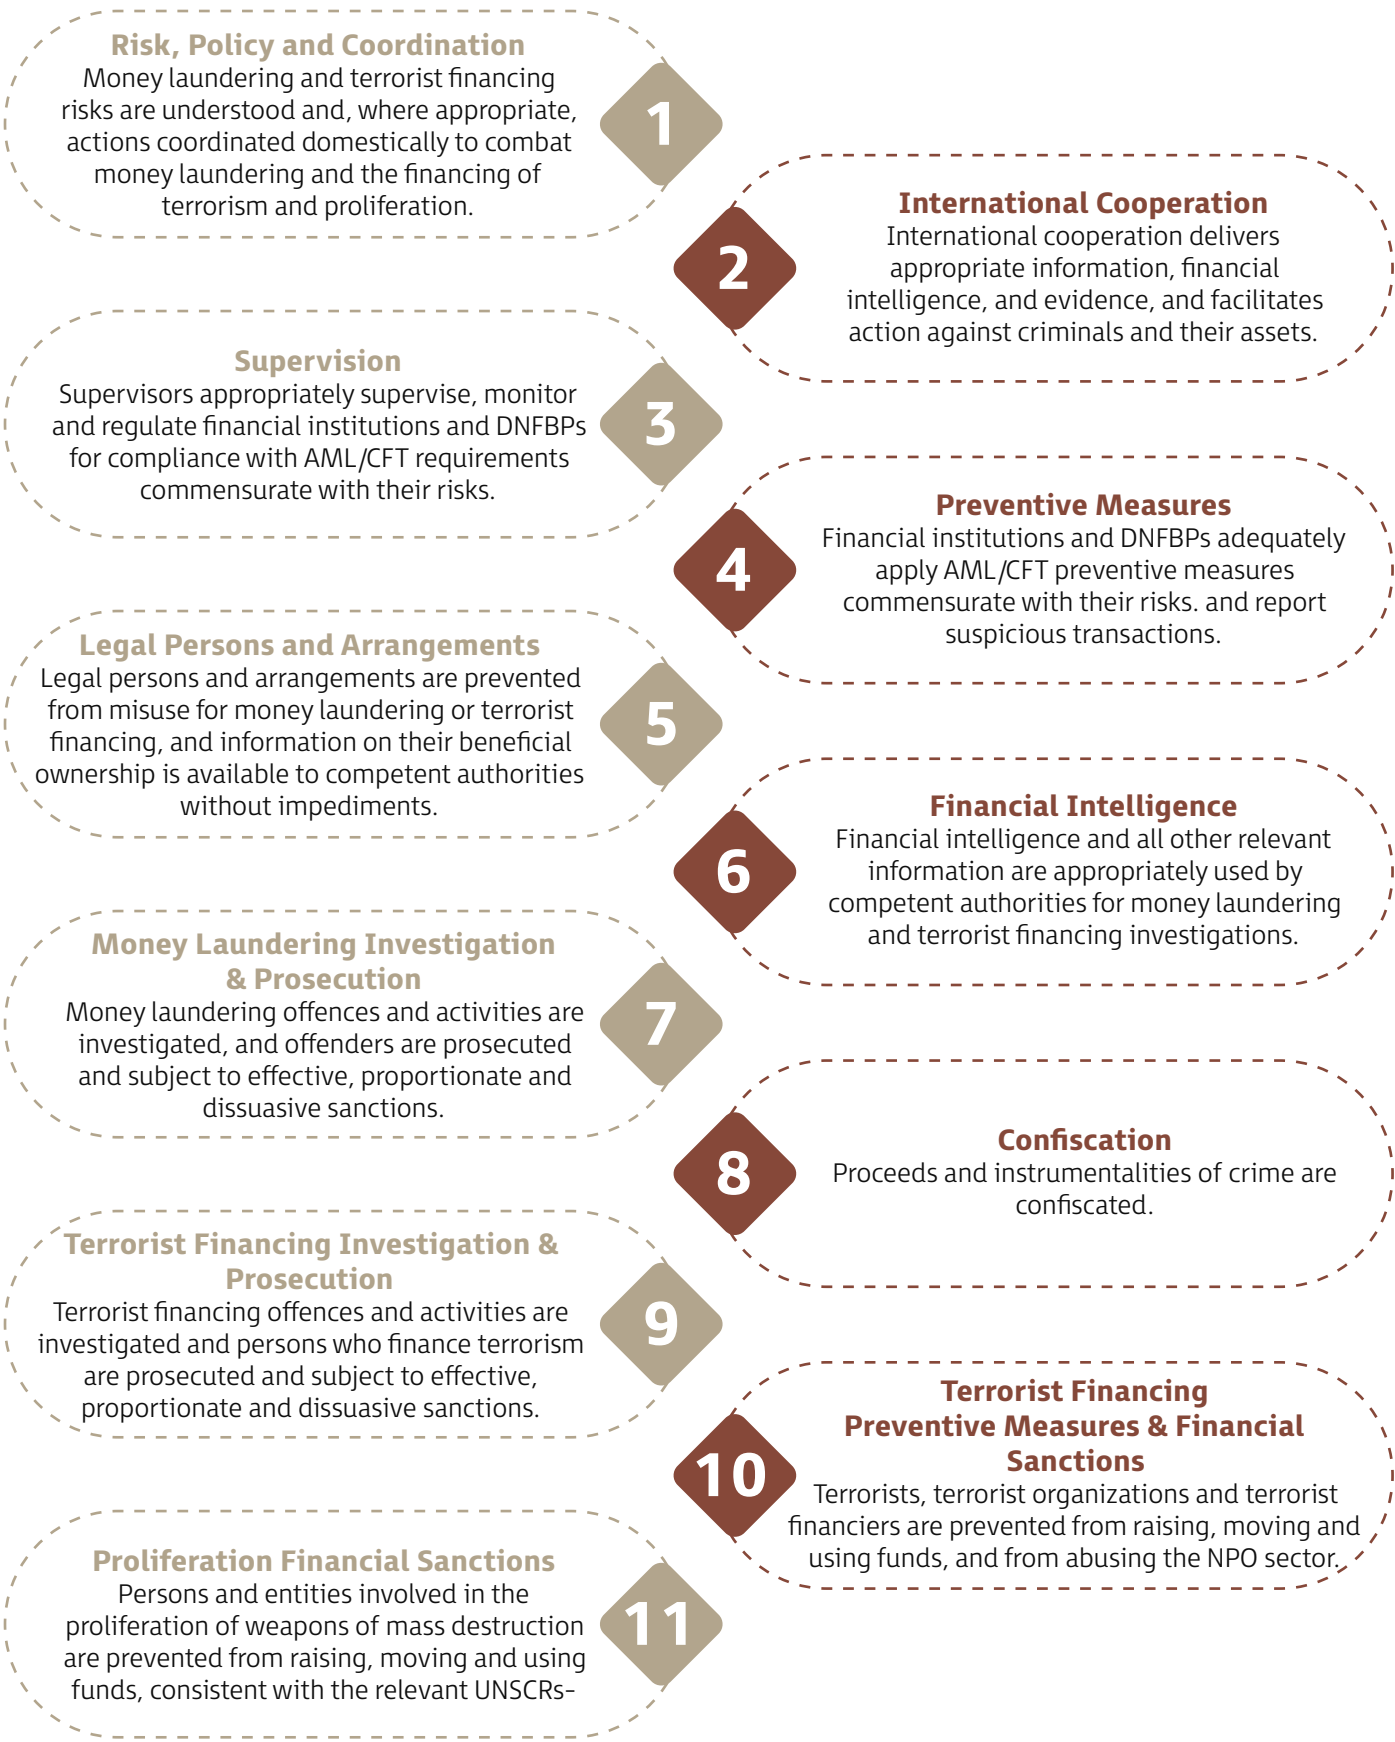 Risk, Policy and Coordination
Money laundering and terrorist financing
risks are understood and, where appropriate,
actions coordinated domestically to combat
money laundering and the financing of
terrorism and proliferation.
1
International Cooperation
International cooperation delivers
appropriate information, financial
intelligence, and evidence, and facilitates
action against criminals and their assets.
2
Supervision
Supervisors appropriately supervise, monitor
and regulate financial institutions and DNFBPs
for compliance with AML/CFT requirements
commensurate with their risks.
3
Preventive Measures
Financial institutions and DNFBPs adequately
apply AML/CFT preventive measures
commensurate with their risks. and report
suspicious transactions.
4
Legal Persons and Arrangements
Legal persons and arrangements are prevented
from misuse for money laundering or terrorist
financing, and information on their beneficial
ownership is available to competent authorities
without impediments.
5
Financial Intelligence
Financial intelligence and all other relevant
information are appropriately used by
competent authorities for money laundering
and terrorist financing investigations.
6
Money Laundering Investigation
& Prosecution
Money laundering offences and activities are
investigated, and offenders are prosecuted
and subject to effective, proportionate and
dissuasive sanctions.
7
Confiscation
Proceeds and instrumentalities of crime are
confiscated.
8
Terrorist Financing Investigation &
Prosecution
Terrorist financing offences and activities are
investigated and persons who finance terrorism
are prosecuted and subject to effective,
proportionate and dissuasive sanctions.
9
Terrorist Financing
Preventive Measures & Financial
Sanctions
Terrorists, terrorist organizations and terrorist
financiers are prevented from raising, moving and
using funds, and from abusing the NPO sector.
10
Proliferation Financial Sanctions
Persons and entities involved in the
proliferation of weapons of mass destruction
are prevented from raising, moving and using
funds, consistent with the relevant UNSCRs-
11